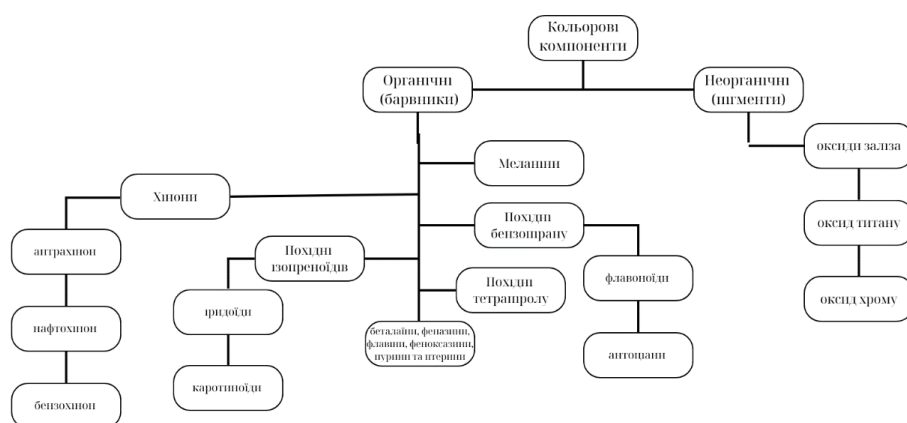 Кольорові
компоненти
Органічні
(барвники)
Неорганічні
(пігменти)
оксиди заліза
Меланіни
Хінони
Похідні
бензопірану
оксид титану
антрахінон
Похідні
ізопреноїдів
флавоноїди
Похідні
тетрапіролу
оксид хрому
іридоїди
нафтохінон
беталаїни, феназини,
флавіни, феноксазини,
пурини та птерини
антоціани
каротиноїди
бензохінон